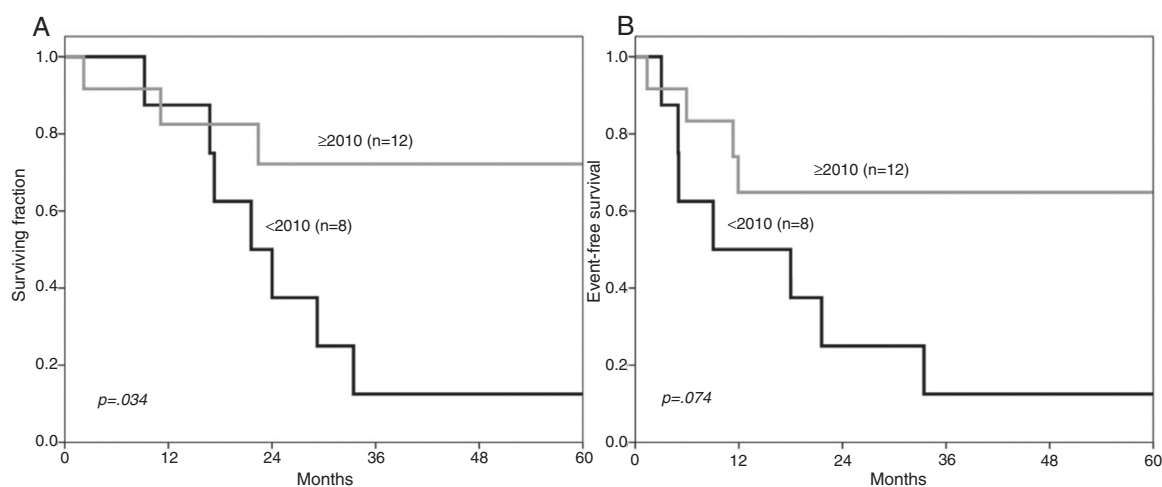 A
Surviving fraction
1.0
0.8
0.6
0.4
0.2
0.0
≥2010 (n=12)
<2010 (n=8)
p=.034
0 12 24 36 48 60
Months
B
Event-free survival
1.0
0.8
0.6
0.4
0.2
0.0
≥2010 (n=12)
<2010 (n=8)
p=.074
0 12 24 36 48 60
Months